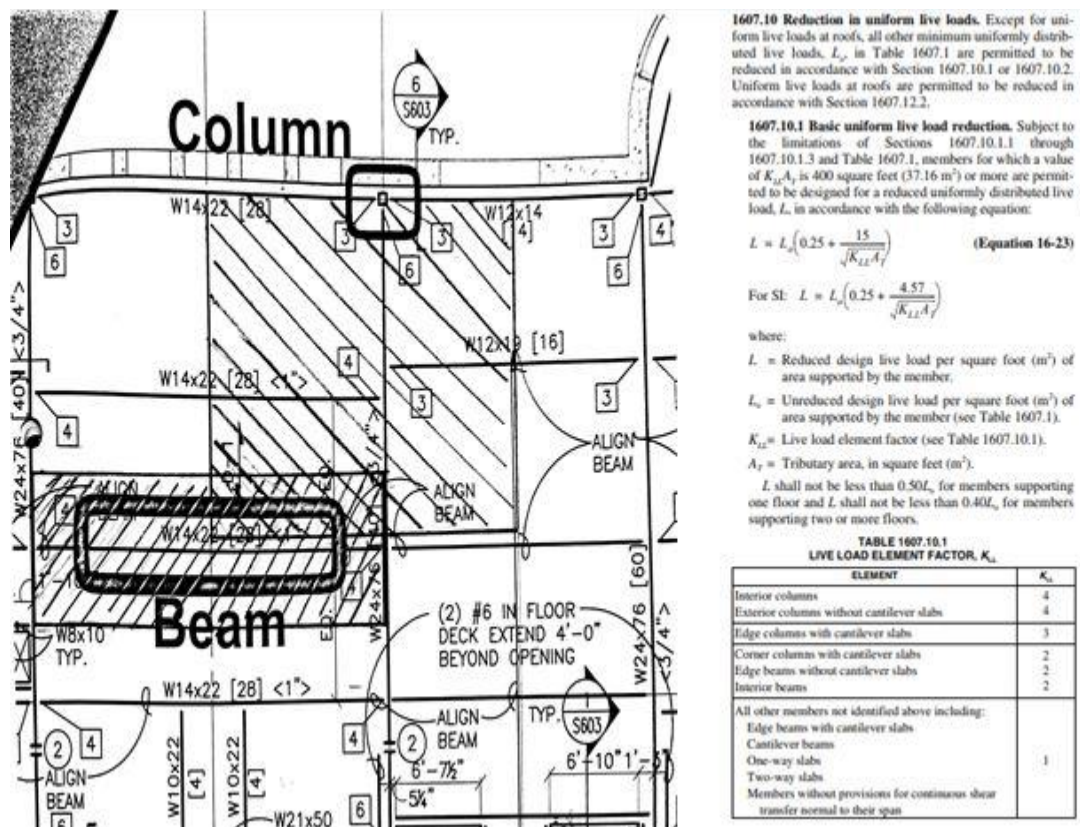 Column
6
S603
TYP.
W14x22 [28]
W12x14
3
3
3
3
4
6
6
6
W12x19 [16]
W14x22 [28] <1">
4
3
3
4
ALIGN
BEAM
W24x76 [40] <3/4">
ALIGN
BEAM
4
W14x22 [28] <1">
4
Beam
W8x10
TYP.
EQ.
W24x76
(2) #6 IN FLOOR
DECK EXTEND 4'-0"
BEYOND OPENING
W24x76 [60]
<3/4">
W14x22 [28] <1">
ALIGN
BEAM
TYP.
1
S603
2
4
ALIGN
BEAM
W10x22
[4]
W10x22
[4]
4
2
6'-7½"
5¼"
6'-10"
W21x50
6
6
1607.10 Reduction in uniform live loads. Except for uni-
form live loads at roofs, all other minimum uniformly distrib-
uted live loads, Lo, in Table 1607.1 are permitted to be
reduced in accordance with Section 1607.10.1 or 1607.10.2.
Uniform live loads at roofs are permitted to be reduced in
accordance with Section 1607.12.2.
1607.10.1 Basic uniform live load reduction. Subject to
the limitations of Sections 1607.10.1.1 through
1607.10.1.3 and Table 1607.1, members for which a value
of KLLAT is 400 square feet (37.16 m²) or more are permit-
ted to be designed for a reduced uniformly distributed live
load, L, in accordance with the following equation:
L = Lo(0.25 + 15/√KLLAT) (Equation 16-23)
For SI: L = Lo(0.25 + 4.57/√KLLAT)
where:
L = Reduced design live load per square foot (m²) of
area supported by the member.
Lo = Unreduced design live load per square foot (m²) of
area supported by the member (see Table 1607.1).
KLL= Live load element factor (see Table 1607.10.1).
AT = Tributary area, in square feet (m²).
L shall not be less than 0.50Lo for members supporting
one floor and L shall not be less than 0.40Lo for members
supporting two or more floors.
TABLE 1607.10.1
LIVE LOAD ELEMENT FACTOR, KLL
ELEMENT KLL
Interior columns 4
Exterior columns without cantilever slabs 4
Edge columns with cantilever slabs 3
Corner columns with cantilever slabs 2
Edge beams without cantilever slabs 2
Interior beams 2
All other members not identified above including:
Edge beams with cantilever slabs
Cantilever beams
One-way slabs 1
Two-way slabs
Members without provisions for continuous shear
transfer normal to their span